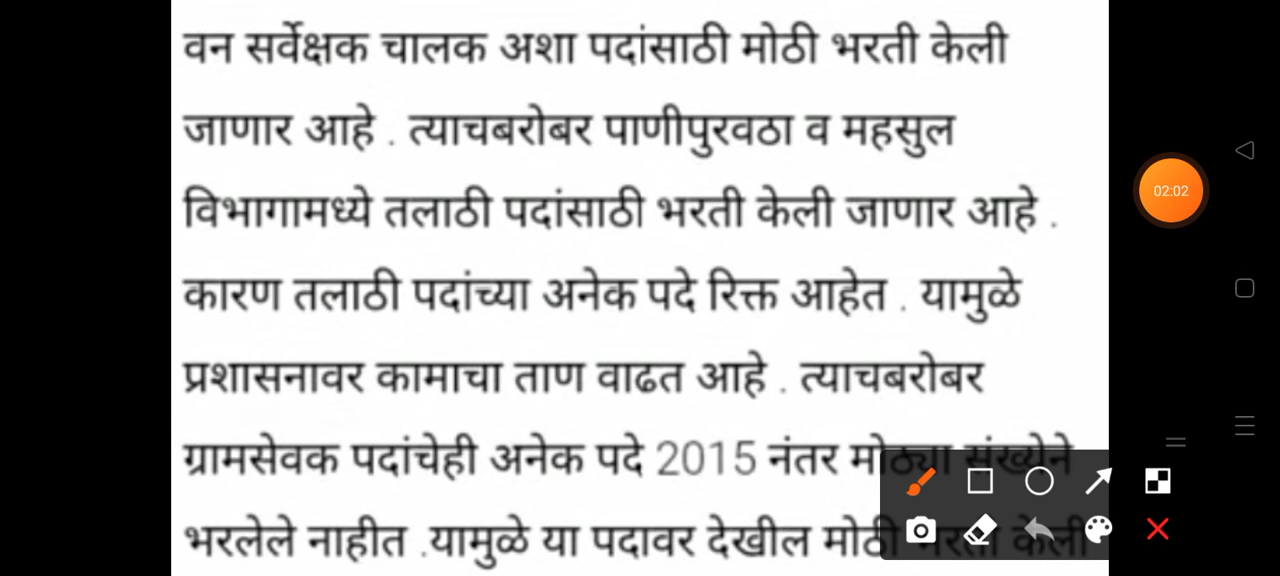 वन सर्वेक्षक चालक अशा पदांसाठी मोठी भरती केली
जाणार आहे . त्याचबरोबर पाणीपुरवठा व महसुल
विभागामध्ये तलाठी पदांसाठी भरती केली जाणार आहे .
कारण तलाठी पदांच्या अनेक पदे रिक्त आहेत . यामुळे
प्रशासनावर कामाचा ताण वाढत आहे . त्याचबरोबर
ग्रामसेवक पदांचेही अनेक पदे 2015 नंतर मोठ्या संख्येने
भरलेले नाहीत .यामुळे या पदावर देखील मोठी भरती केली
02:02